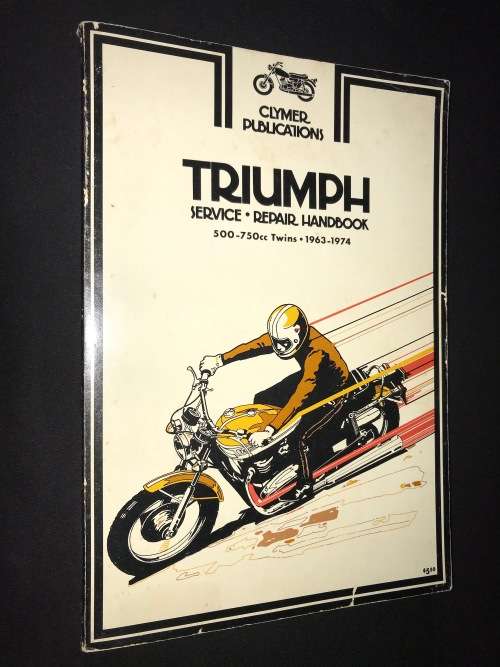 CLYMER
PUBLICATIONS
TRIUMPH
SERVICE • REPAIR HANDBOOK
500-750cc Twins • 1963-1974